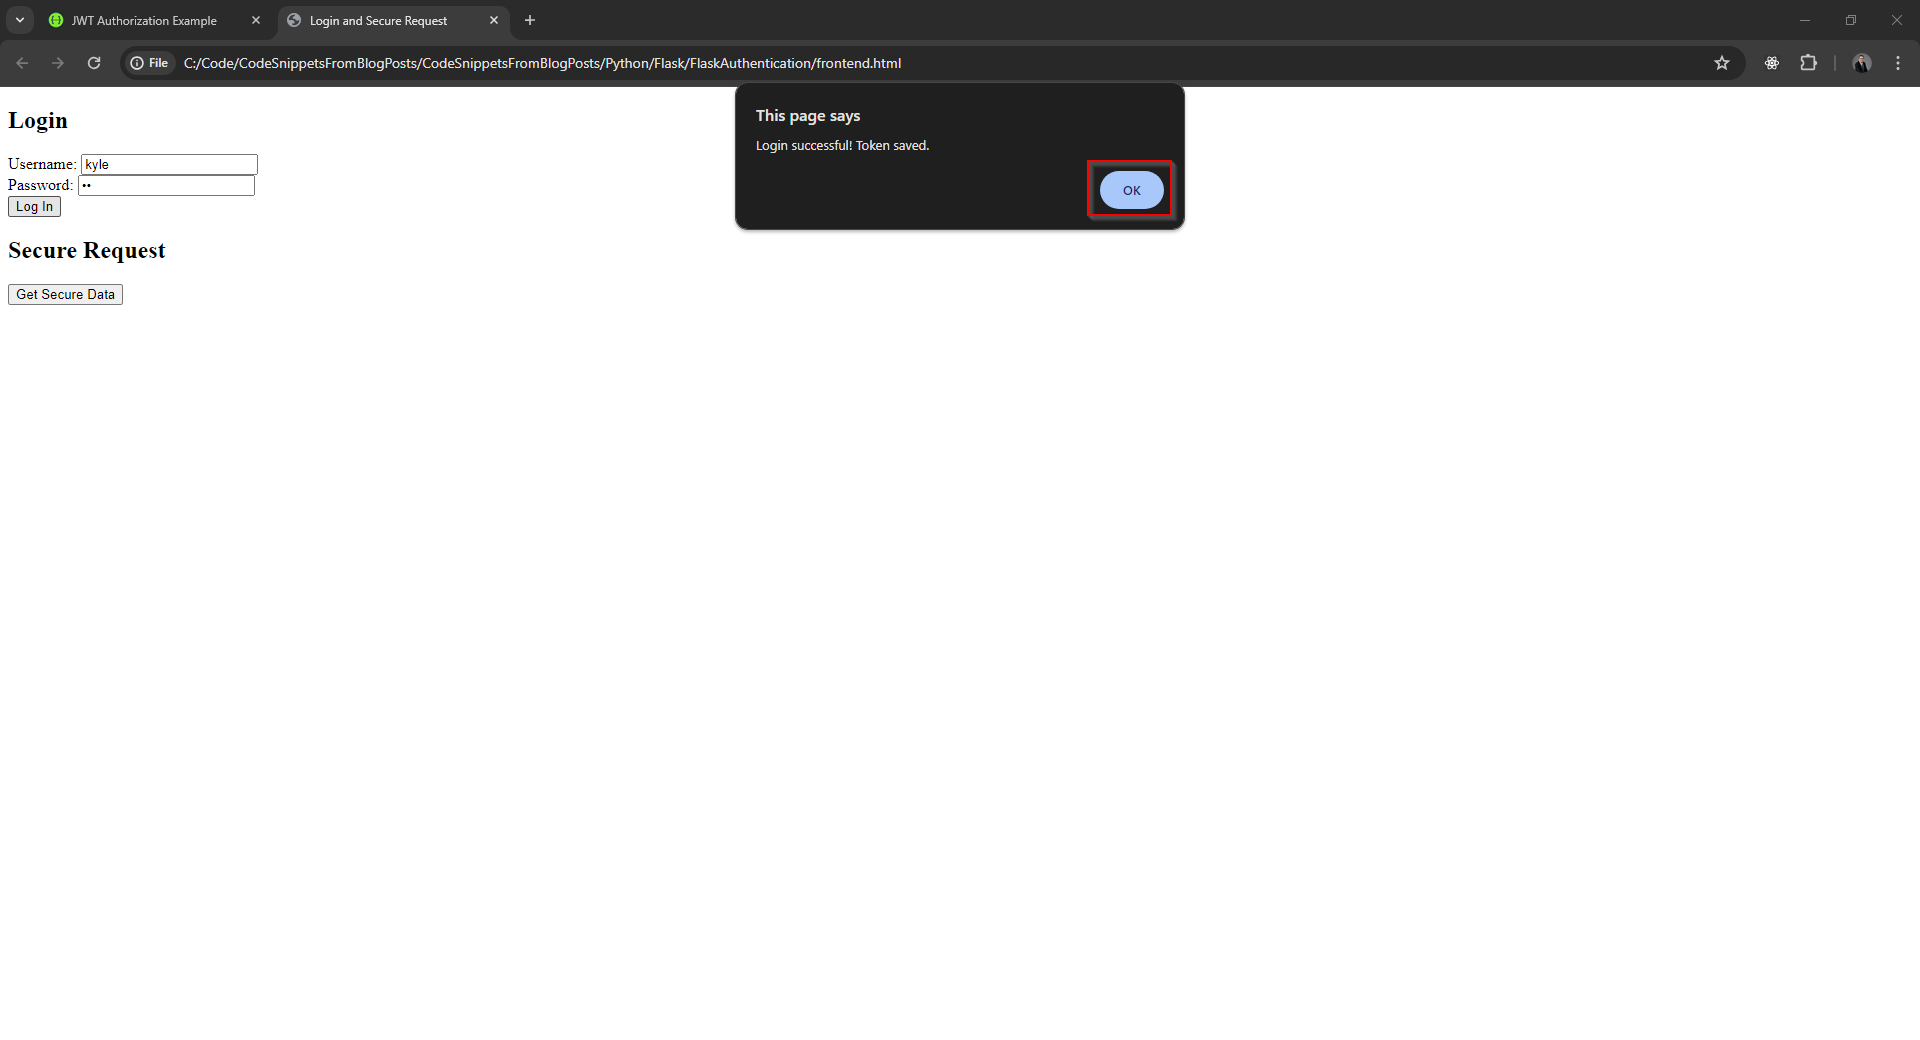 JWT Authorization Example
Login and Secure Request
File
C:/Code/CodeSnippetsFromBlogPosts/CodeSnippetsFromBlogPosts/Python/Flask/FlaskAuthentication/frontend.html
This page says
Login successful! Token saved.
OK
Login
Username: kyle
Password: ••
Log In
Secure Request
Get Secure Data